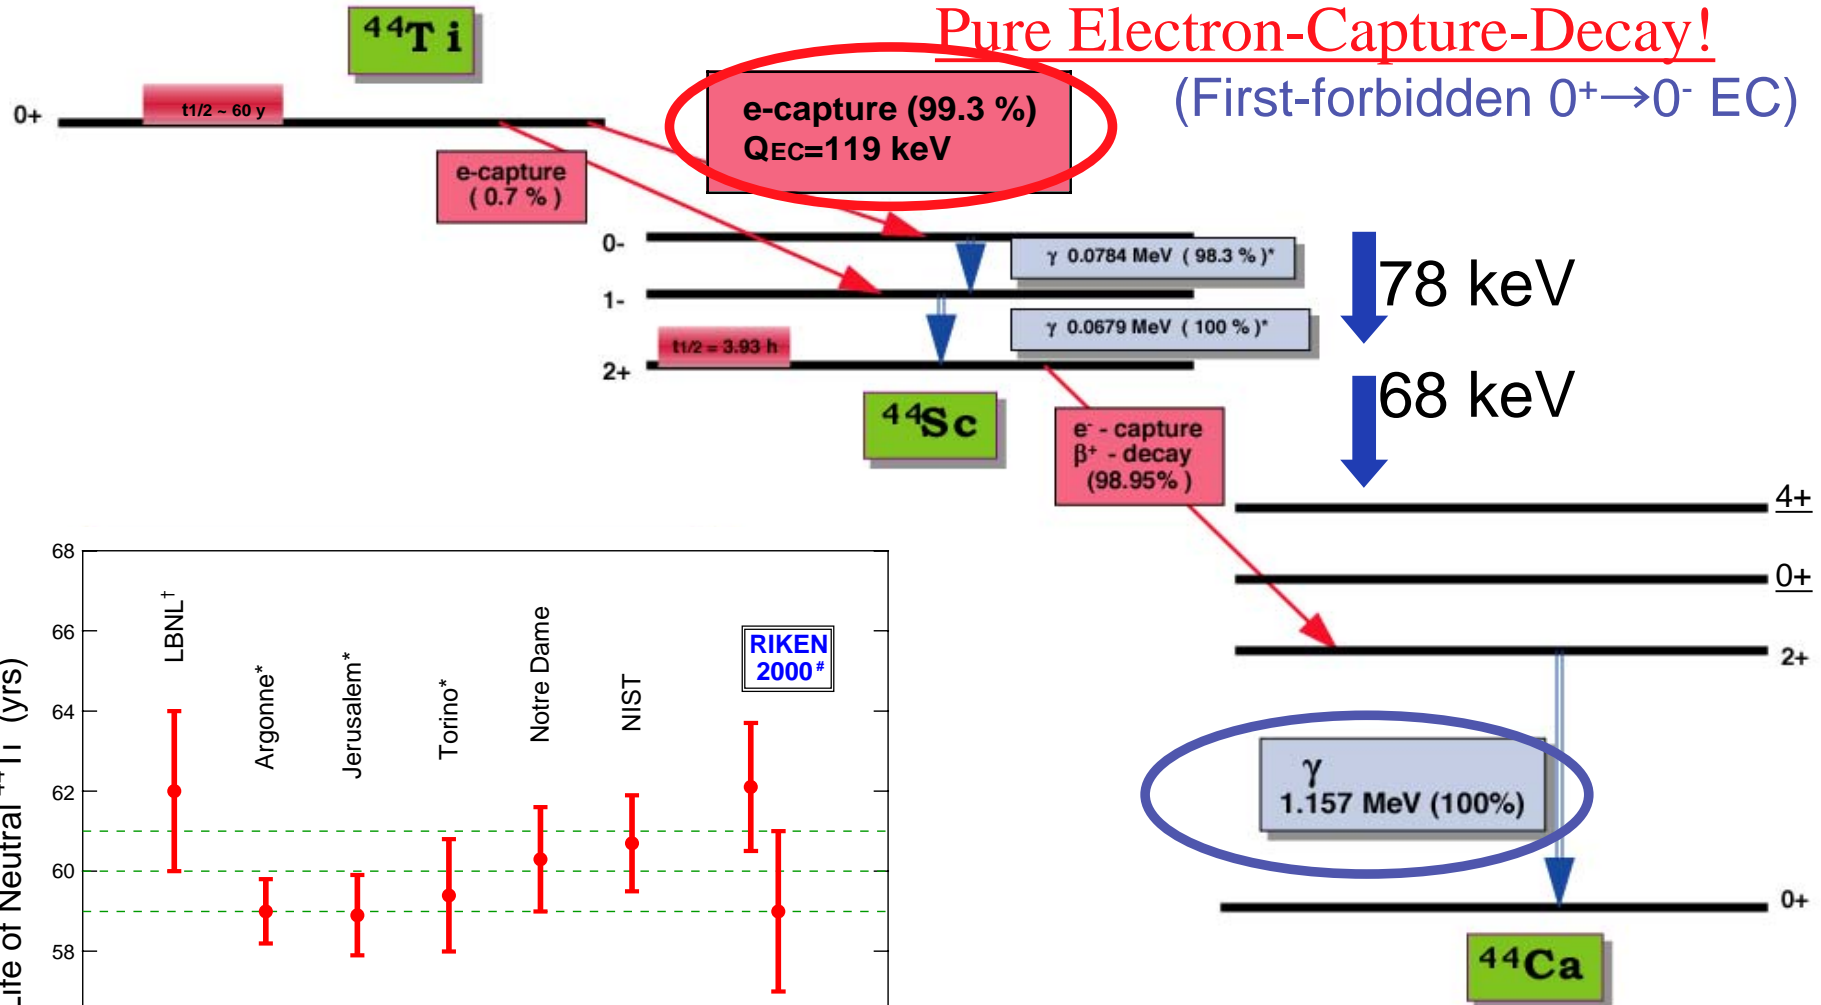 ⁴⁴Ti
Pure Electron-Capture-Decay!
(First-forbidden 0⁺→0⁻ EC)
0+
t1/2 ~ 60 y
e-capture (99.3 %)
QEC=119 keV
e-capture
( 0.7 % )
0-
γ 0.0784 MeV ( 98.3 % )*
78 keV
1-
γ 0.0679 MeV ( 100 % )*
t1/2 = 3.93 h
2+
68 keV
⁴⁴Sc
e⁻ - capture
β⁺ - decay
(98.95% )
4+
0+
2+
γ
1.157 MeV (100%)
0+
⁴⁴Ca
68
66
64
62
60
58
Life of Neutral ⁴⁴Ti (yrs)
LBNL†
Argonne*
Jerusalem*
Torino*
Notre Dame
NIST
RIKEN
2000#